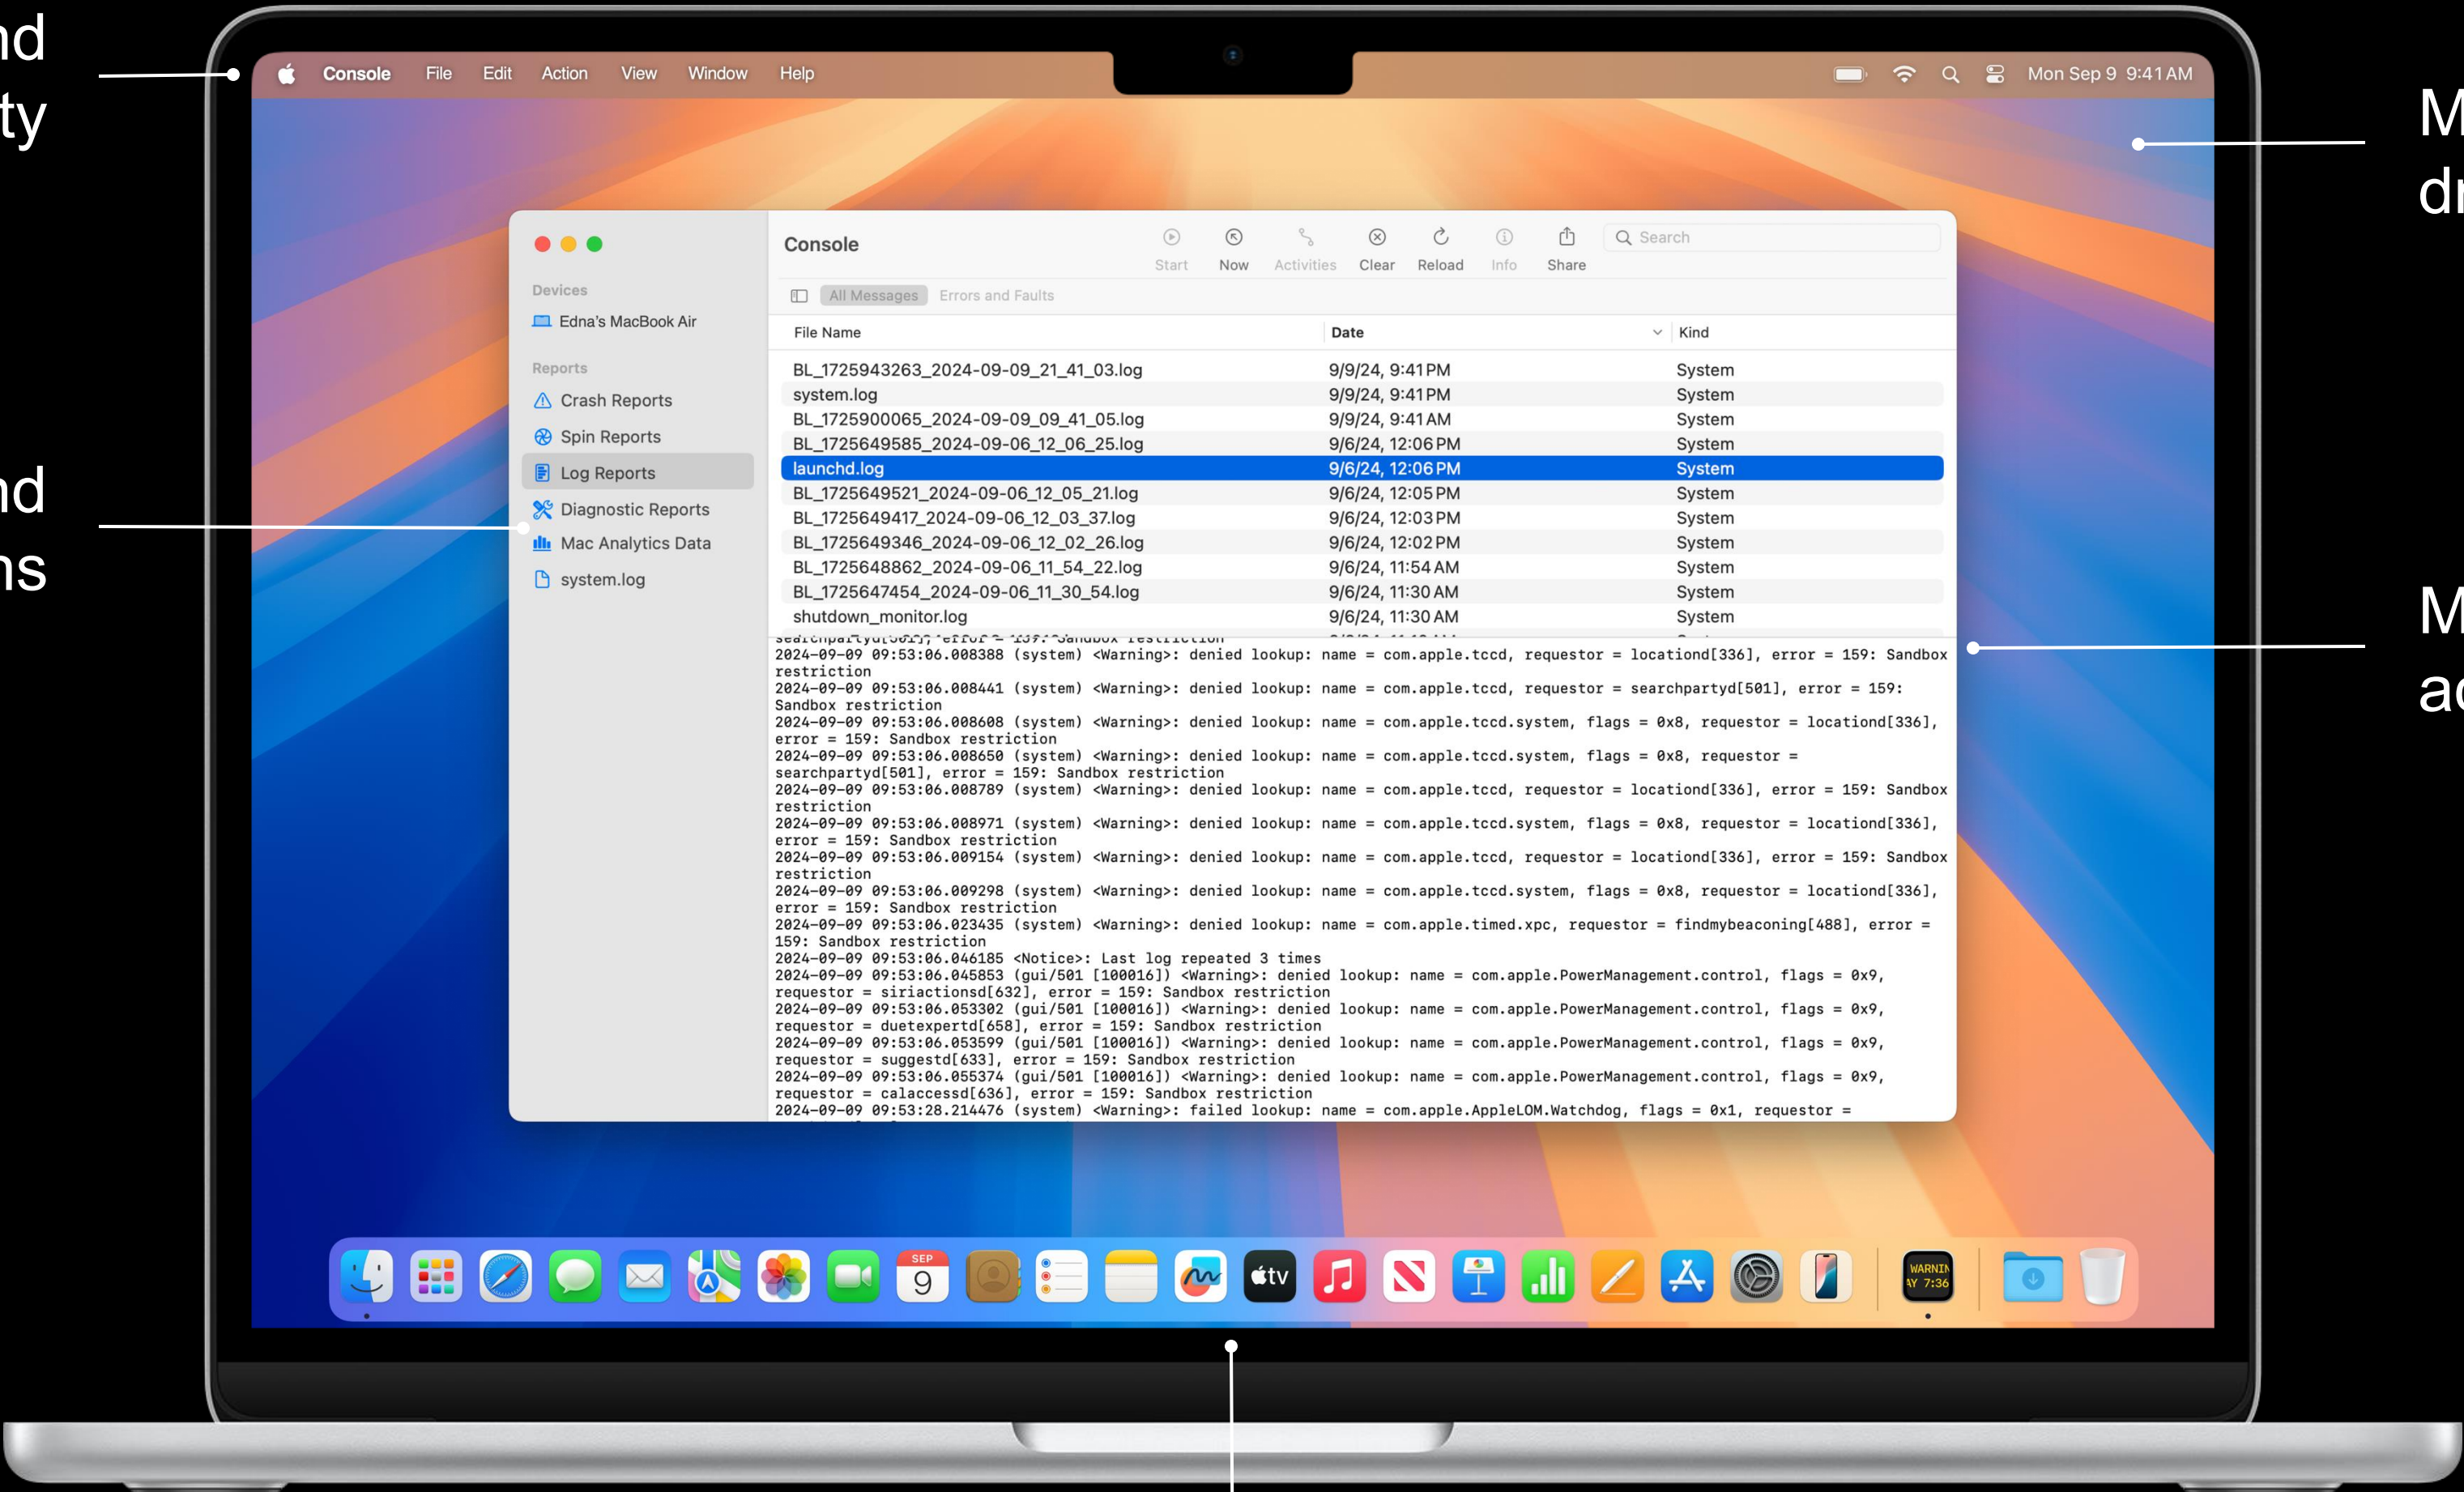 nd
ty
nd
ns
Console File Edit Action View Window Help
Mon Sep 9 9:41 AM
M
dr
M
ac
Console
Start Now Activities Clear Reload Info Share
Search
All Messages Errors and Faults
Devices
Edna's MacBook Air
Reports
Crash Reports
Spin Reports
Log Reports
Diagnostic Reports
Mac Analytics Data
system.log
File Name Date Kind
BL_1725943263_2024-09-09_21_41_03.log 9/9/24, 9:41 PM System
system.log 9/9/24, 9:41 PM System
BL_1725900065_2024-09-09_09_41_05.log 9/9/24, 9:41 AM System
BL_1725649585_2024-09-06_12_06_25.log 9/6/24, 12:06 PM System
launchd.log 9/6/24, 12:06 PM System
BL_1725649521_2024-09-06_12_05_21.log 9/6/24, 12:05 PM System
BL_1725649417_2024-09-06_12_03_37.log 9/6/24, 12:03 PM System
BL_1725649346_2024-09-06_12_02_26.log 9/6/24, 12:02 PM System
BL_1725648862_2024-09-06_11_54_22.log 9/6/24, 11:54 AM System
BL_1725647454_2024-09-06_11_30_54.log 9/6/24, 11:30 AM System
shutdown_monitor.log 9/6/24, 11:30 AM System
searchpartyd[501], error = 159: Sandbox restriction
2024-09-09 09:53:06.008388 (system) <Warning>: denied lookup: name = com.apple.tccd, requestor = locationd[336], error = 159: Sandbox
restriction
2024-09-09 09:53:06.008441 (system) <Warning>: denied lookup: name = com.apple.tccd, requestor = searchpartyd[501], error = 159:
Sandbox restriction
2024-09-09 09:53:06.008608 (system) <Warning>: denied lookup: name = com.apple.tccd.system, flags = 0x8, requestor = locationd[336],
error = 159: Sandbox restriction
2024-09-09 09:53:06.008650 (system) <Warning>: denied lookup: name = com.apple.tccd.system, flags = 0x8, requestor =
searchpartyd[501], error = 159: Sandbox restriction
2024-09-09 09:53:06.008789 (system) <Warning>: denied lookup: name = com.apple.tccd, requestor = locationd[336], error = 159: Sandbox
restriction
2024-09-09 09:53:06.008971 (system) <Warning>: denied lookup: name = com.apple.tccd.system, flags = 0x8, requestor = locationd[336],
error = 159: Sandbox restriction
2024-09-09 09:53:06.009154 (system) <Warning>: denied lookup: name = com.apple.tccd, requestor = locationd[336], error = 159: Sandbox
restriction
2024-09-09 09:53:06.009298 (system) <Warning>: denied lookup: name = com.apple.tccd.system, flags = 0x8, requestor = locationd[336],
error = 159: Sandbox restriction
2024-09-09 09:53:06.023435 (system) <Warning>: denied lookup: name = com.apple.timed.xpc, requestor = findmybeaconing[488], error =
159: Sandbox restriction
2024-09-09 09:53:06.046185 <Notice>: Last log repeated 3 times
2024-09-09 09:53:06.045853 (gui/501 [100016]) <Warning>: denied lookup: name = com.apple.PowerManagement.control, flags = 0x9,
requestor = siriactionsd[632], error = 159: Sandbox restriction
2024-09-09 09:53:06.053302 (gui/501 [100016]) <Warning>: denied lookup: name = com.apple.PowerManagement.control, flags = 0x9,
requestor = duetexpertd[658], error = 159: Sandbox restriction
2024-09-09 09:53:06.053599 (gui/501 [100016]) <Warning>: denied lookup: name = com.apple.PowerManagement.control, flags = 0x9,
requestor = suggestd[633], error = 159: Sandbox restriction
2024-09-09 09:53:06.055374 (gui/501 [100016]) <Warning>: denied lookup: name = com.apple.PowerManagement.control, flags = 0x9,
requestor = calaccessd[636], error = 159: Sandbox restriction
2024-09-09 09:53:28.214476 (system) <Warning>: failed lookup: name = com.apple.AppleLOM.Watchdog, flags = 0x1, requestor =
SEP
9
tv
WARNIN
AY 7:36